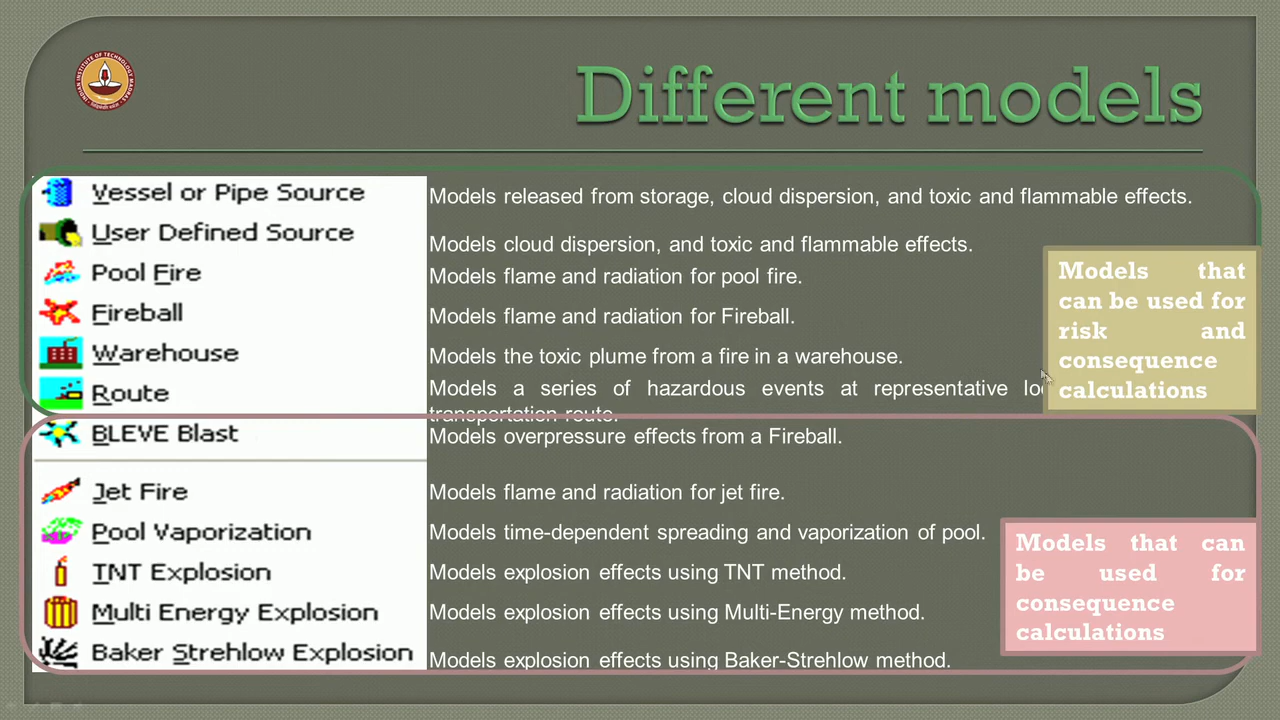 Different models
INDIAN INSTITUTE OF TECHNOLOGY MADRAS
Vessel or Pipe Source
Models released from storage, cloud dispersion, and toxic and flammable effects.
User Defined Source
Models cloud dispersion, and toxic and flammable effects.
Pool Fire
Models flame and radiation for pool fire.
Fireball
Models flame and radiation for Fireball.
Warehouse
Models the toxic plume from a fire in a warehouse.
Route
Models a series of hazardous events at representative
transportation route.
Models that
can be used for
risk and
consequence
calculations
BLEVE Blast
Models overpressure effects from a Fireball.
Jet Fire
Models flame and radiation for jet fire.
Pool Vaporization
Models time-dependent spreading and vaporization of pool.
TNT Explosion
Models explosion effects using TNT method.
Multi Energy Explosion
Models explosion effects using Multi-Energy method.
Baker Strehlow Explosion
Models explosion effects using Baker-Strehlow method.
Models that can
be used for
consequence
calculations